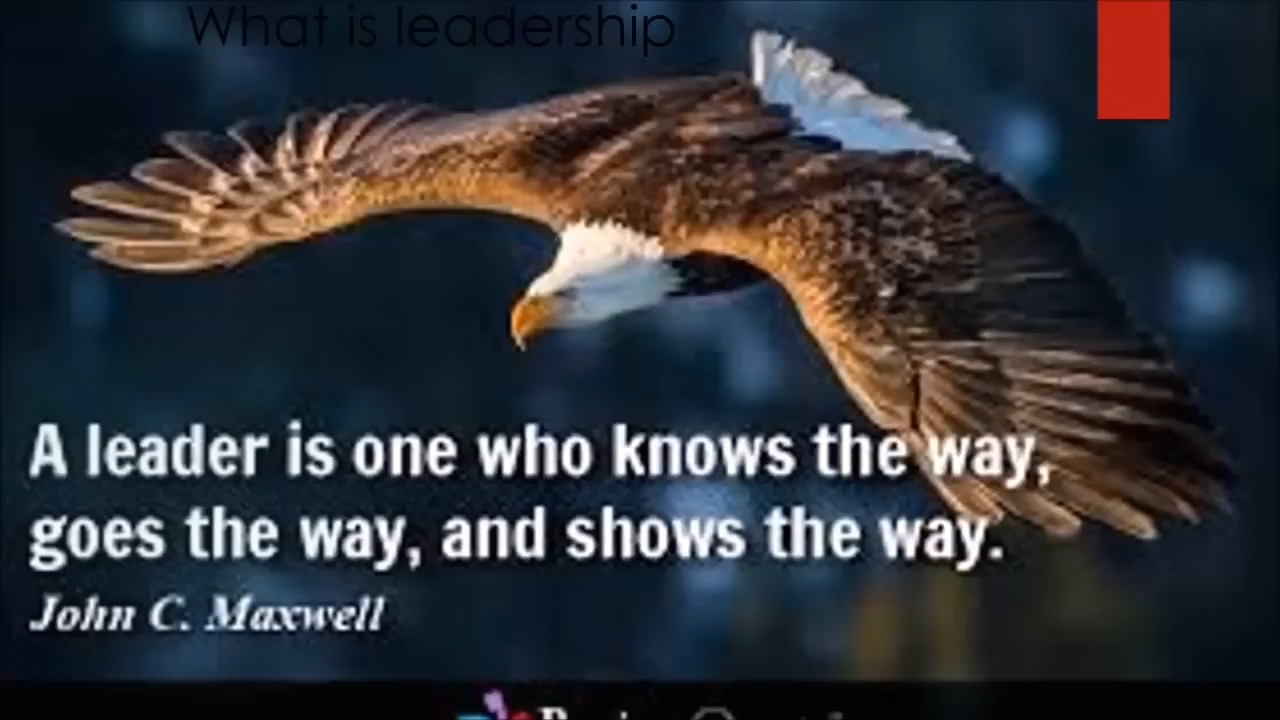 What is leadership
A leader is one who knows the way,
goes the way, and shows the way.
John C. Maxwell